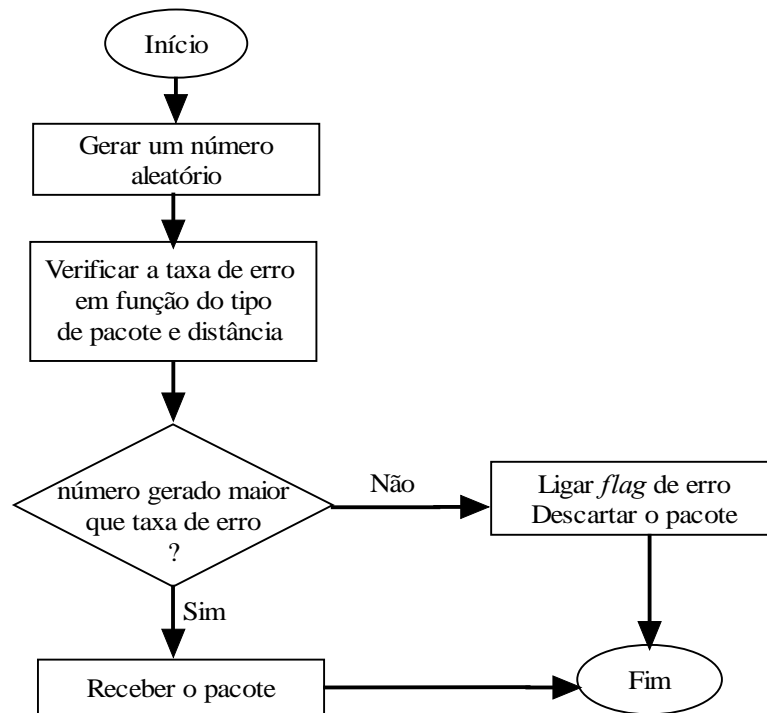 Início
Gerar um número
aleatório
Verificar a taxa de erro
em função do tipo
de pacote e distância
número gerado maior
que taxa de erro
?
Não
Ligar flag de erro
Descartar o pacote
Sim
Receber o pacote
Fim